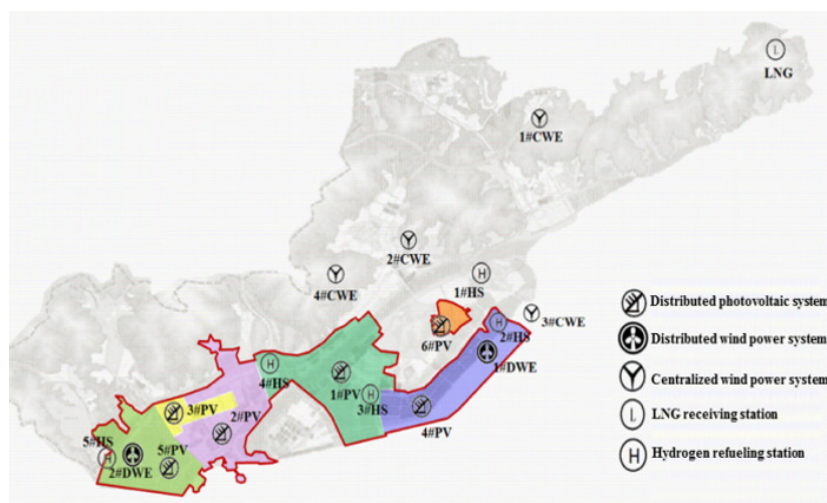 L
LNG
Y
1#CWE
Y
2#CWE
Y
4#CWE
H
1#HS
Y
3#CWE
6#PV
H
2#HS
1#DWE
H
4#HS
1#PV
H
3#HS
4#PV
3#PV
2#PV
5#HS
H
2#DWE
5#PV
Distributed photovoltaic system
Distributed wind power system
Y
Centralized wind power system
L
LNG receiving station
H
Hydrogen refueling station